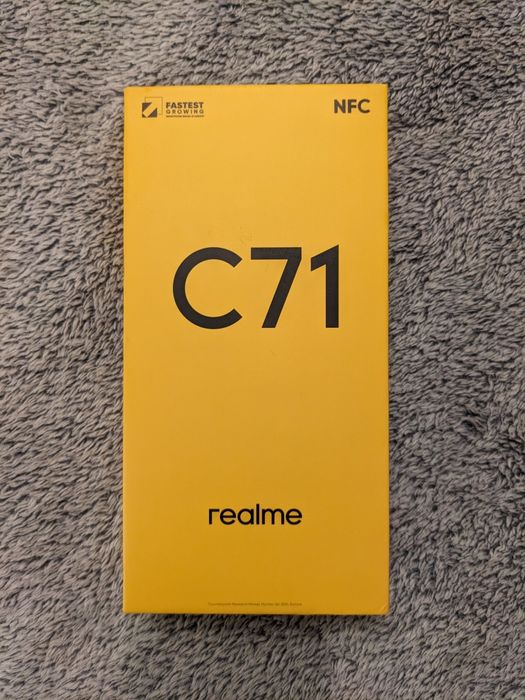 FASTEST
GROWING
NFC
C71
realme